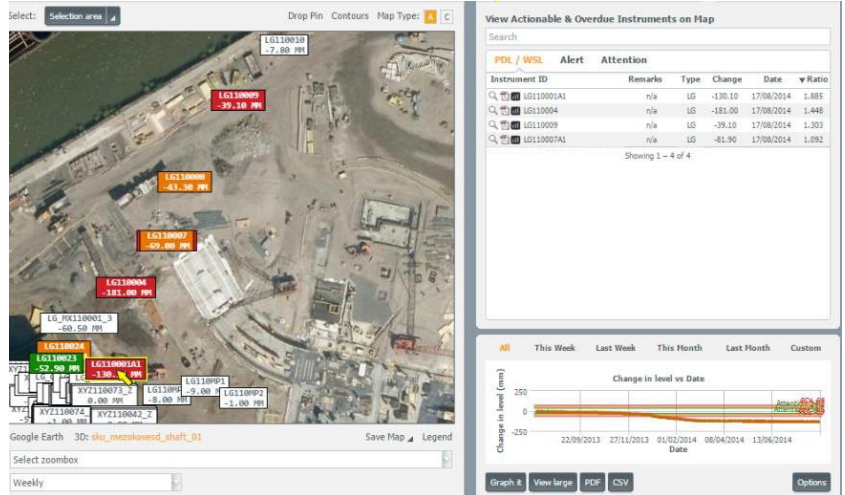 Select: Selection area
Drop Pin Contours Map Type: A C
LG110010
-7.80 MM
LG110009
-39.10 MM
LG110008
-43.30 MM
LG110007
-69.00 MM
LG110004
-181.00 MM
LG_MX110001_3
-60.50 MM
LG110024
LG110023
-52.90 MM
LG110001A1
-130.
XYZ110073_Z
0.00 MM
-8.00 MM
LG110MP1
-9.00 MM
LG110MP2
-1.00 MM
XYZ110074_
-1.00 MM
XYZ110042_Z
Google Earth 3D: sku_mezokovesd_shaft_01
Save Map Legend
Select zoombox
Weekly
View Actionable & Overdue Instruments on Map
Search
PDL / WSL Alert Attention
Instrument ID Remarks Type Change Date Ratio
LG110001A1 n/a LG -130.10 17/08/2014 1.885
LG110004 n/a LG -181.00 17/08/2014 1.448
LG110009 n/a LG -39.10 17/08/2014 1.303
LG110007A1 n/a LG -81.90 17/08/2014 1.092
Showing 1 – 4 of 4
All This Week Last Week This Month Last Month Custom
Change in level vs Date
Change in level (mm)
250
0
-250
22/09/2013 27/11/2013 01/02/2014 08/04/2014 13/06/2014
Date
Graph it View large PDF CSV Options